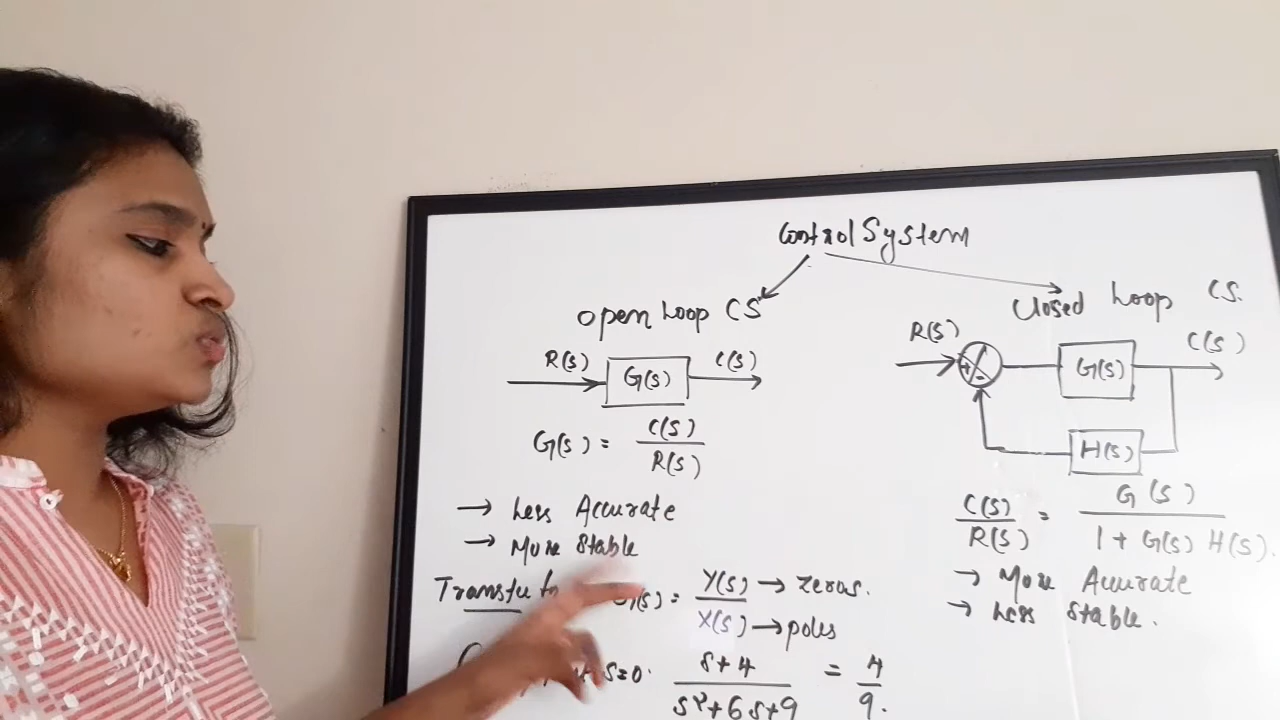 Control System
Open Loop CS
Closed Loop CS.
R(s)
G(s)
C(s)
G(s) = C(s) / R(s)
→ Less Accurate
→ More Stable
R(s)
+
-
G(s)
C(s)
H(s)
C(s) / R(s) = G(s) / 1 + G(s) H(s).
→ More Accurate
→ Less Stable.
G(s) = Y(s) → zeros.
X(s) → poles
s=0. s+4 / s²+6s+9 = 4 / 9.